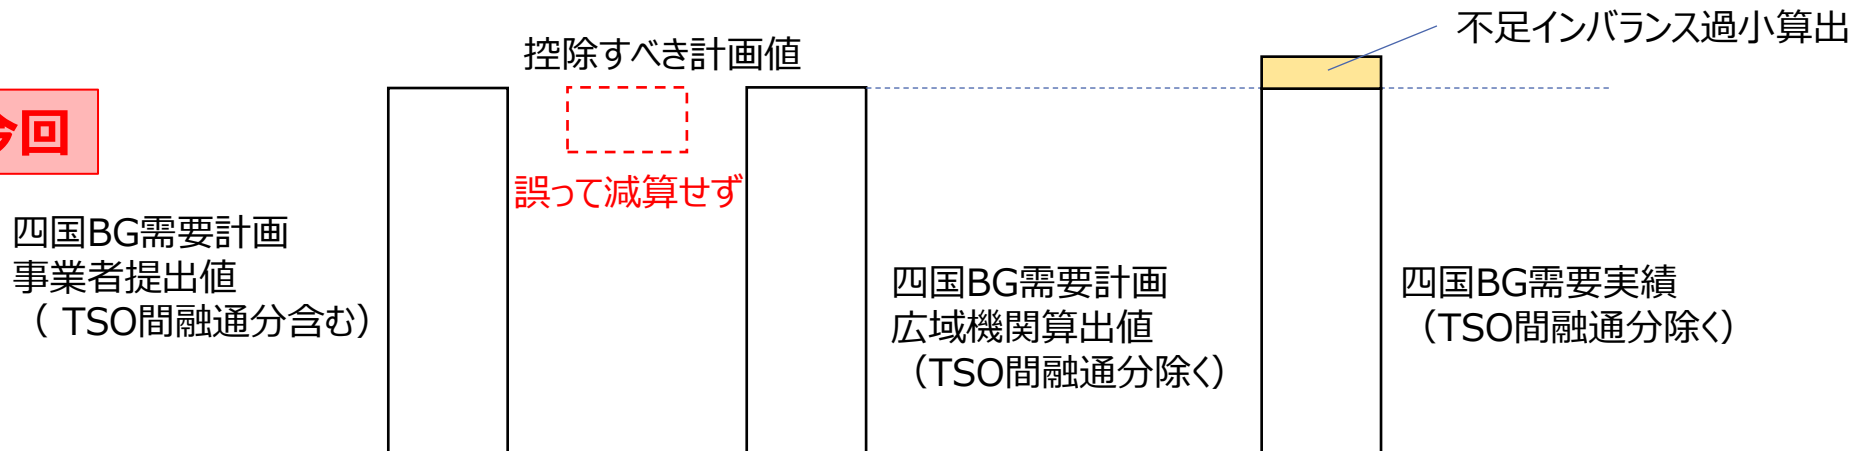 今回
控除すべき計画値
不足インバランス過小算出
誤って減算せず
四国BG需要計画
事業者提出値
（ TSO間融通分含む）
四国BG需要計画
広域機関算出値
（TSO間融通分除く）
四国BG需要実績
（TSO間融通分除く）